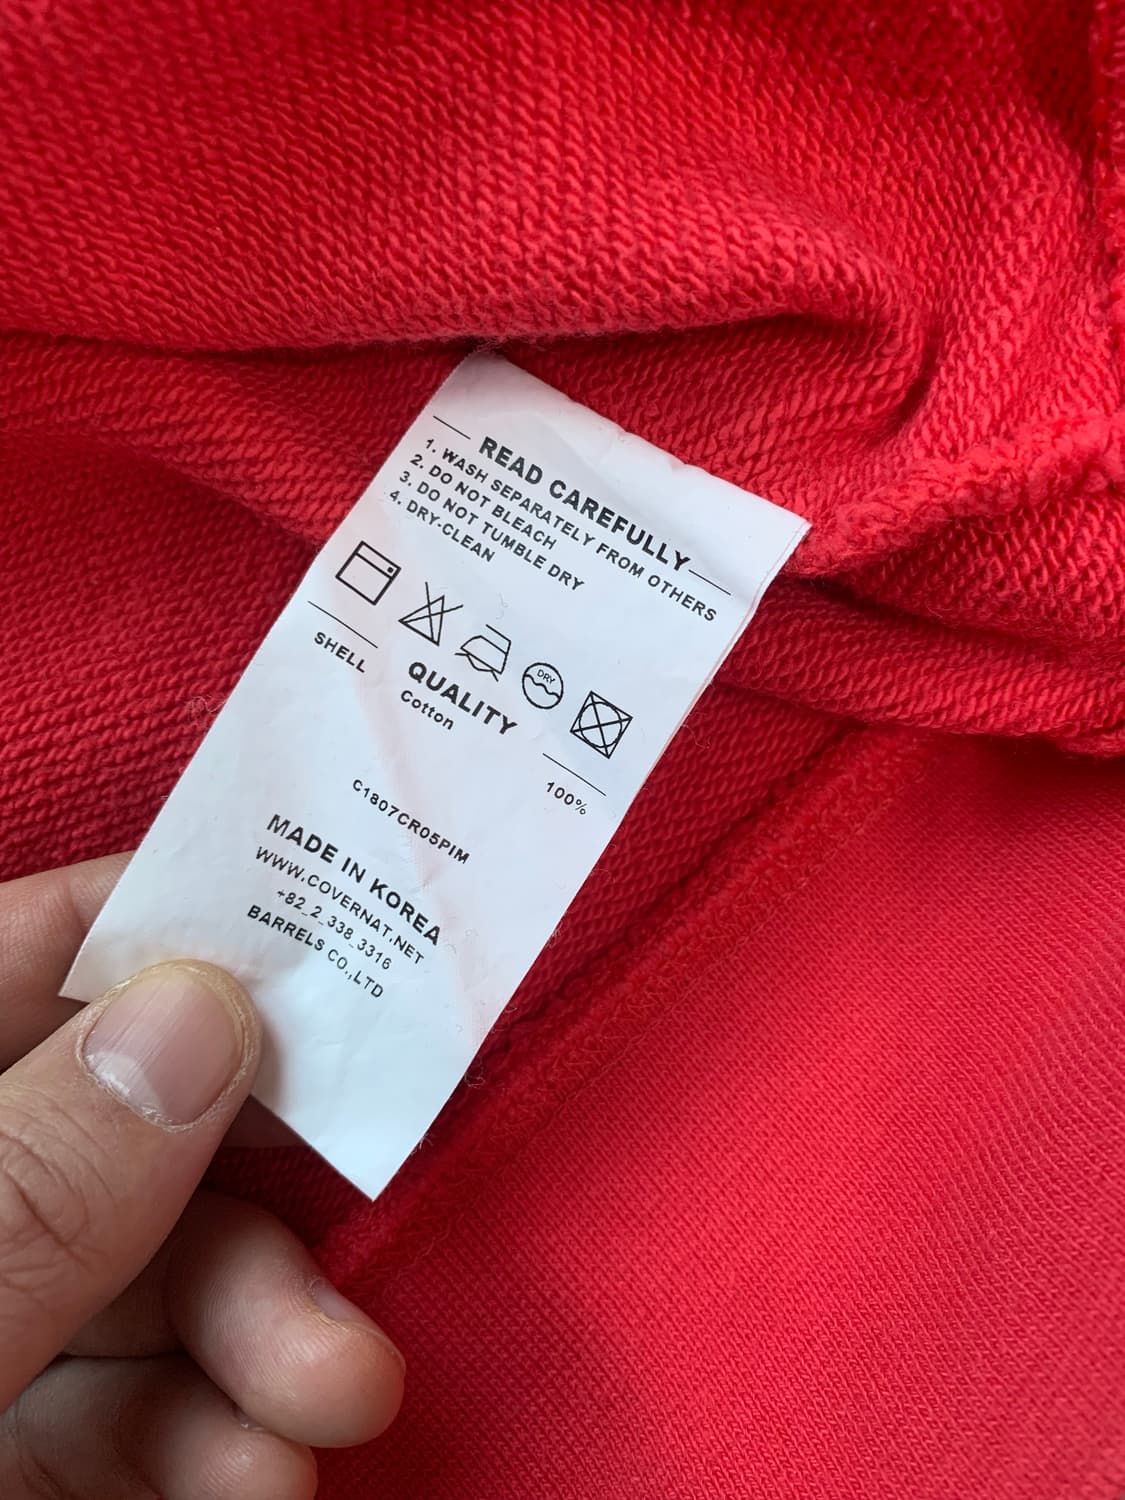 READ CAREFULLY
1. WASH SEPARATELY FROM OTHERS
2. DO NOT BLEACH
3. DO NOT TUMBLE DRY
4. DRY-CLEAN
DRY
SHELL
QUALITY
Cotton
100%
C1807CR05PIM
MADE IN KOREA
WWW.COVERNAT.NET
+82_2_338_3316
BARRELS CO.,LTD